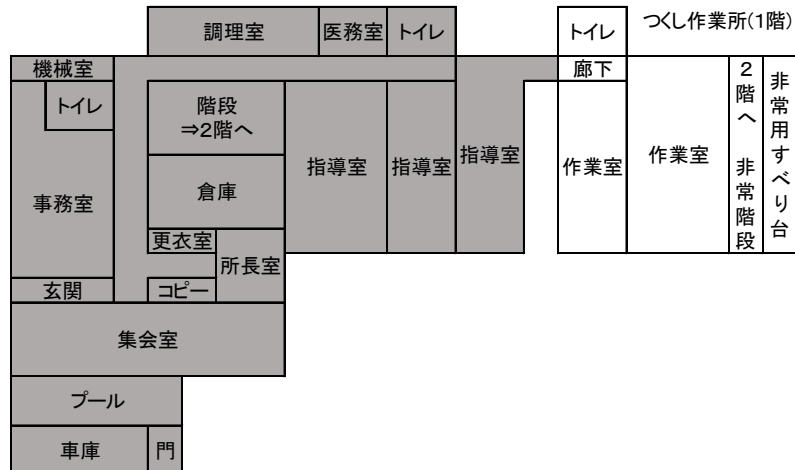 調理室
医務室
トイレ
トイレ
つくし作業所(1階)
機械室
廊下
トイレ
階段
⇒2階へ
指導室
指導室
指導室
作業室
作業室
2階へ 非常階段
非常用すべり台
事務室
倉庫
更衣室
所長室
玄関
コピー
集会室
プール
車庫
門